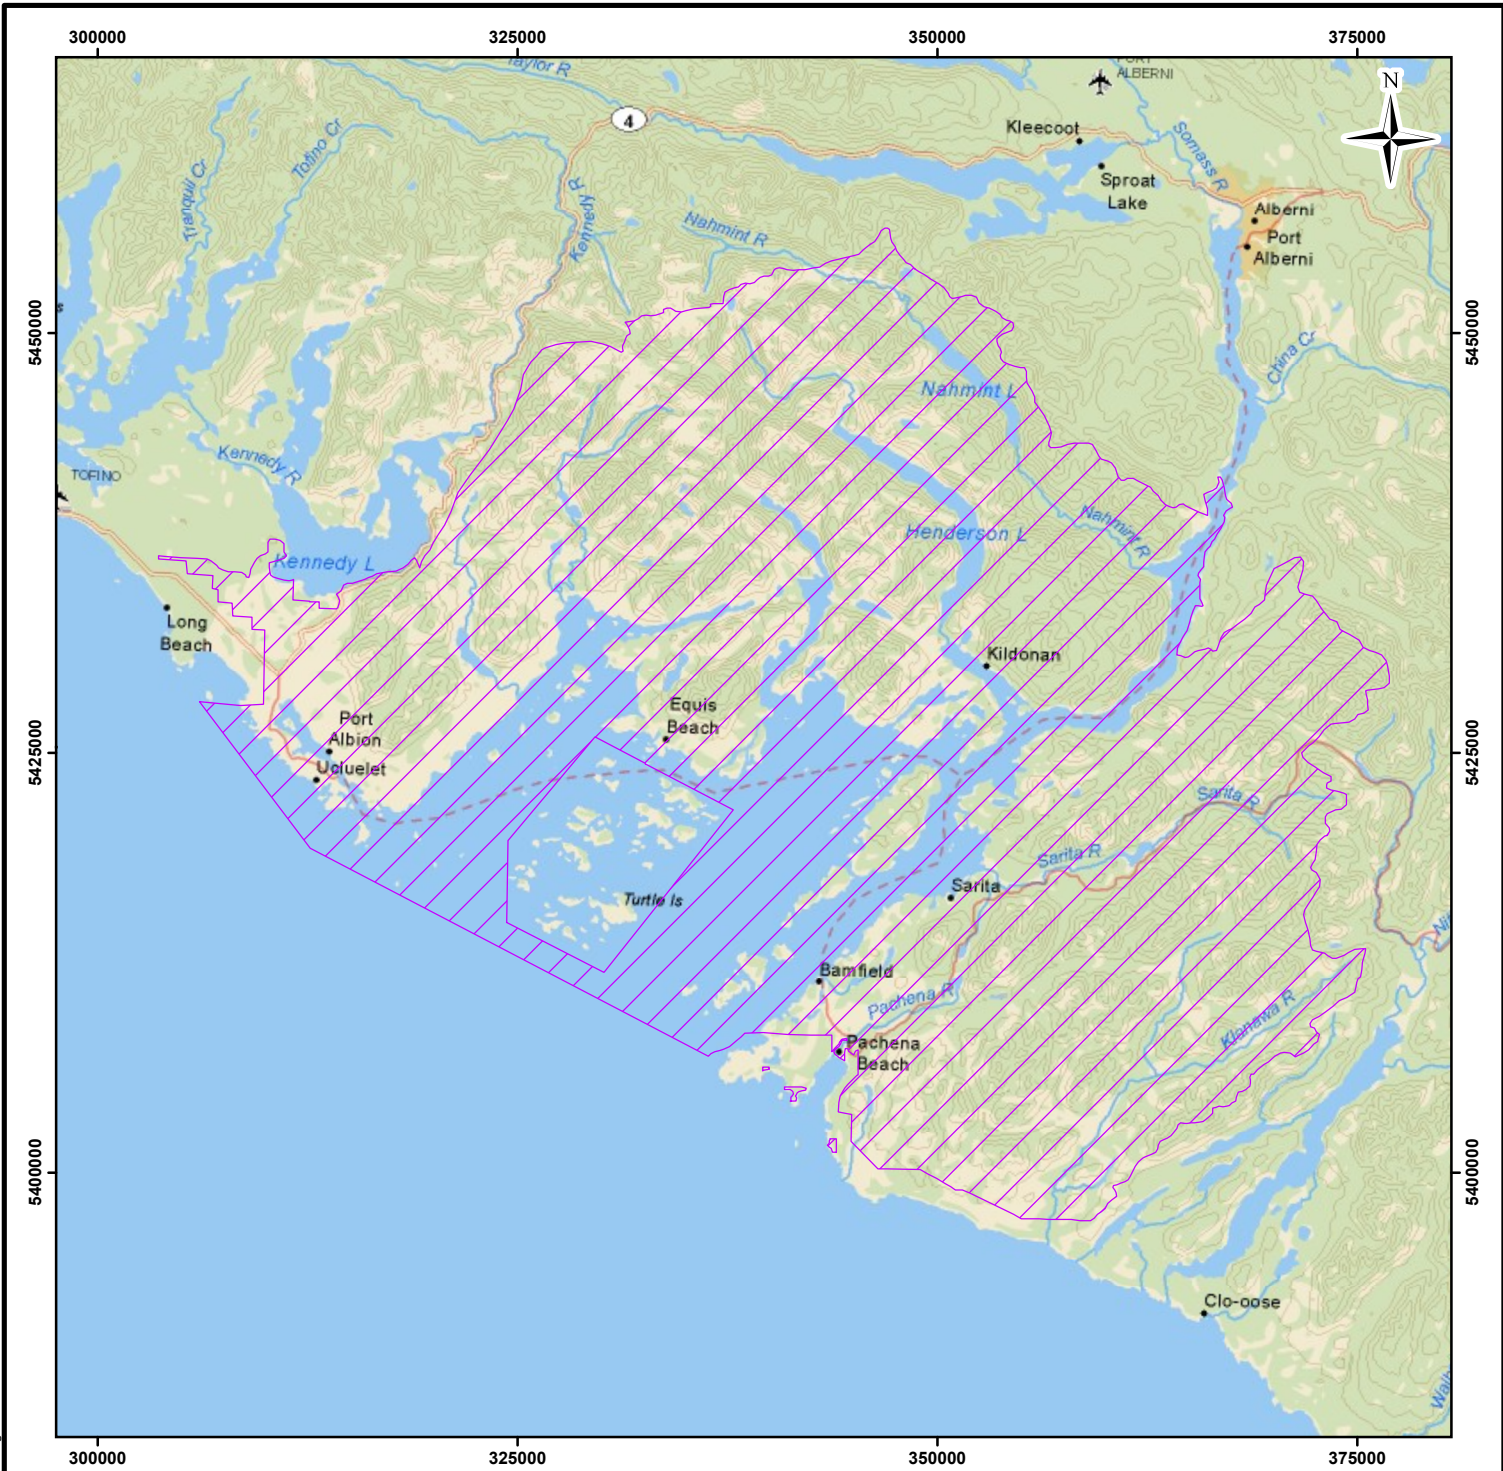 300000
325000
350000
375000
Taylor R
PORT
ALBERNI
N
4
Kleecoot
Somass R
Tofino Cr
Tranquil Cr
Sproat
Lake
Kennedy R
Nahmint R
Alberni
Port
Alberni
5450000
5450000
China Cr
Nahmint L
Kennedy R
TOFINO
Nahmint R
Henderson L
Kennedy L
Long
Beach
Kildonan
Equis
Beach
Port
Albion
Ucluelet
5425000
5425000
Sarita R
Sarita R
Sarita
Turtle Is
Bamfield
Pachena R
Klanawa R
Pachena
Beach
5400000
5400000
Clo-oose
300000
325000
350000
375000